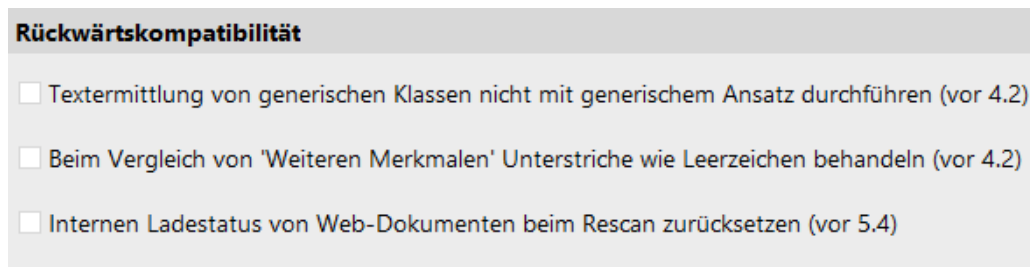 Rückwärtskompatibilität
Textermittlung von generischen Klassen nicht mit generischem Ansatz durchführen (vor 4.2)
Beim Vergleich von 'Weiteren Merkmalen' Unterstriche wie Leerzeichen behandeln (vor 4.2)
Internen Ladestatus von Web-Dokumenten beim Rescan zurücksetzen (vor 5.4)